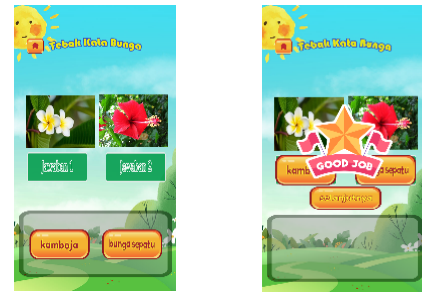 Tebak Kata Bunga
Jawaban 1
Jawaban 2
kamboja
bunga sepatu
Tebak Kata Bunga
GOOD JOB
kamb
sepatu